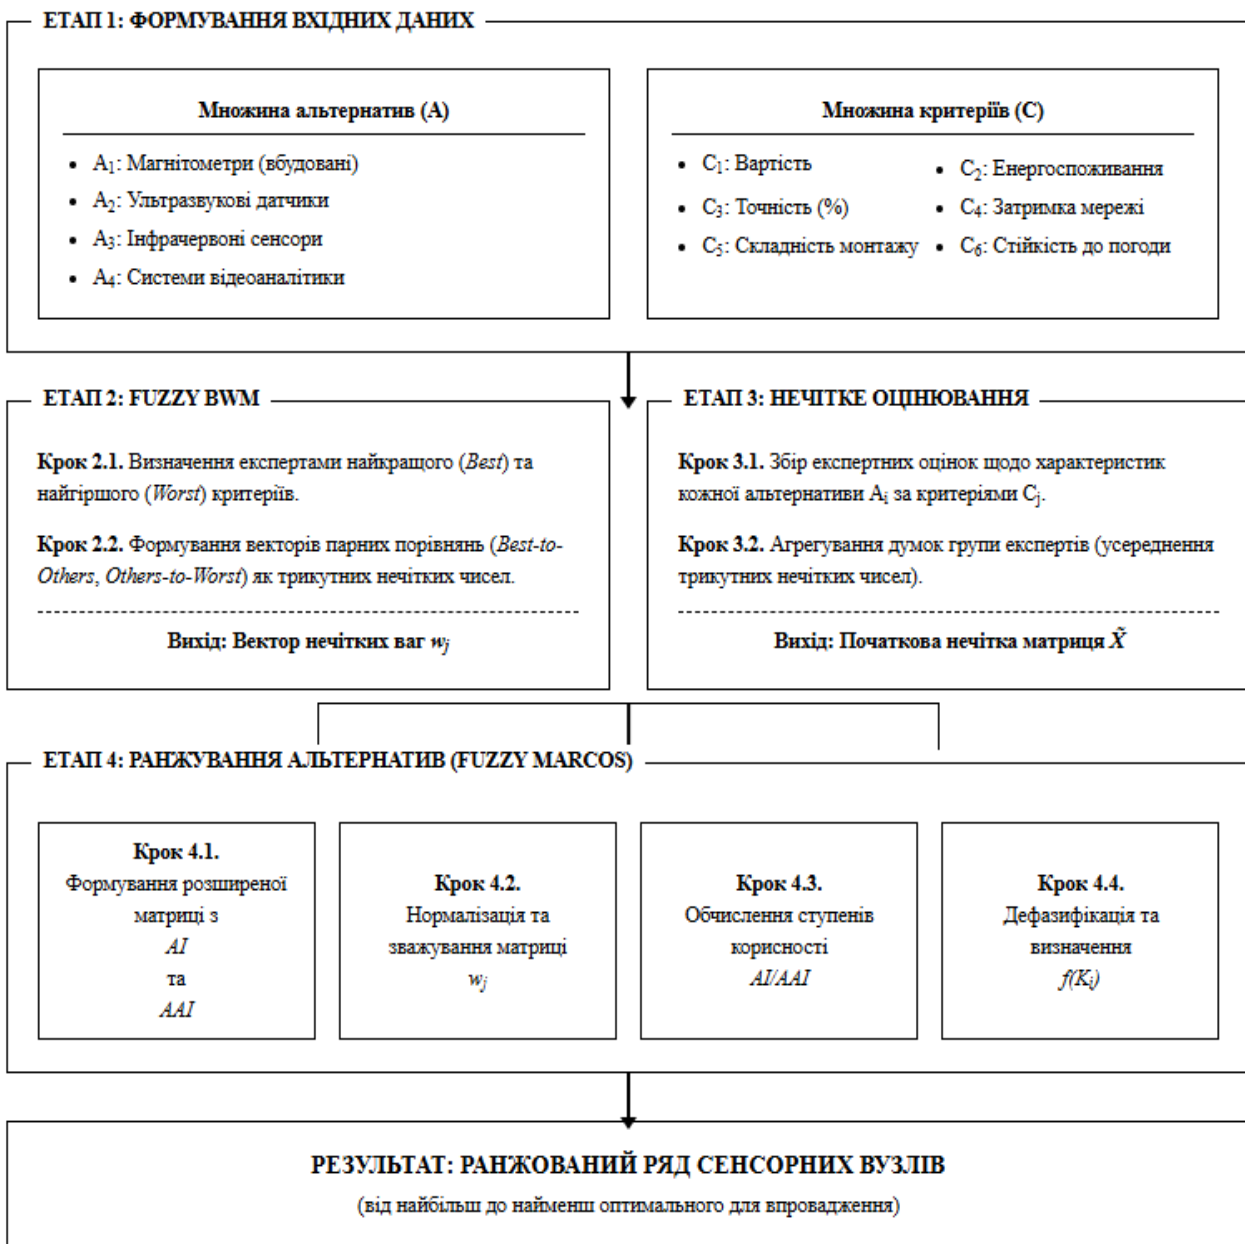 ЕТАП 1: ФОРМУВАННЯ ВХІДНИХ ДАНИХ
Множина альтернатив (A)
• A₁: Магнітометри (вбудовані)
• A₂: Ультразвукові датчики
• A₃: Інфрачервоні сенсори
• A₄: Системи відеоаналітики
Множина критеріїв (C)
• C₁: Вартість
• C₂: Енергоспоживання
• C₃: Точність (%)
• C₄: Затримка мережі
• C₅: Складність монтажу
• C₆: Стійкість до погоди
ЕТАП 2: FUZZY BWM
Крок 2.1. Визначення експертами найкращого (Best) та
найгіршого (Worst) критеріїв.
Крок 2.2. Формування векторів парних порівнянь (Best-to-
Others, Others-to-Worst) як трикутних нечітких чисел.
Вихід: Вектор нечітких ваг wⱼ
ЕТАП 3: НЕЧІТКЕ ОЦІНЮВАННЯ
Крок 3.1. Збір експертних оцінок щодо характеристик
кожної альтернативи Aᵢ за критеріями Cⱼ.
Крок 3.2. Агрегування думок групи експертів (усереднення
трикутних нечітких чисел).
Вихід: Початкова нечітка матриця X̃
ЕТАП 4: РАНЖУВАННЯ АЛЬТЕРНАТИВ (FUZZY MARCOS)
Крок 4.1.
Формування розширеної
матриці з
AI
та
AAI
Крок 4.2.
Нормалізація та
зважування матриці
wⱼ
Крок 4.3.
Обчислення ступенів
корисності
AI/AAI
Крок 4.4.
Дефазифікація та
визначення
f(Kᵢ)
РЕЗУЛЬТАТ: РАНЖОВАНИЙ РЯД СЕНСОРНИХ ВУЗЛІВ
(від найбільш до найменш оптимального для впровадження)